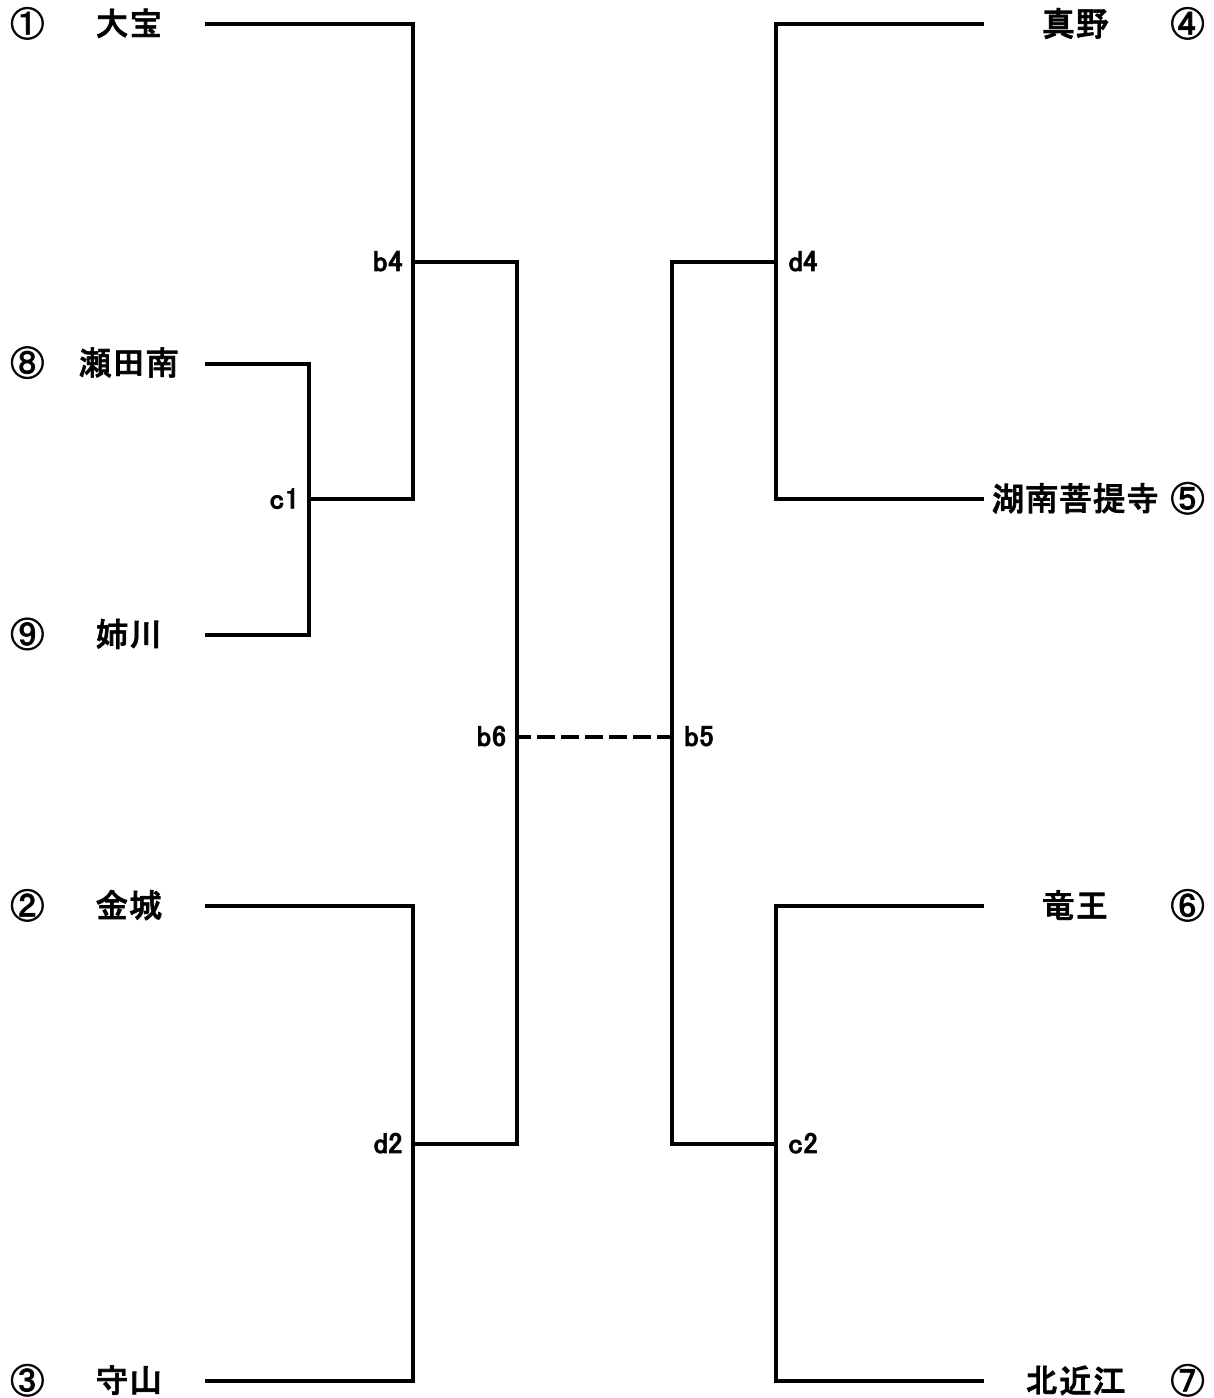 ① 大宝
b4
⑧ 瀬田南
c1
⑨ 姉川
b6
② 金城
d2
③ 守山
真野 ④
d4
湖南菩提寺 ⑤
b5
竜王 ⑥
c2
北近江 ⑦